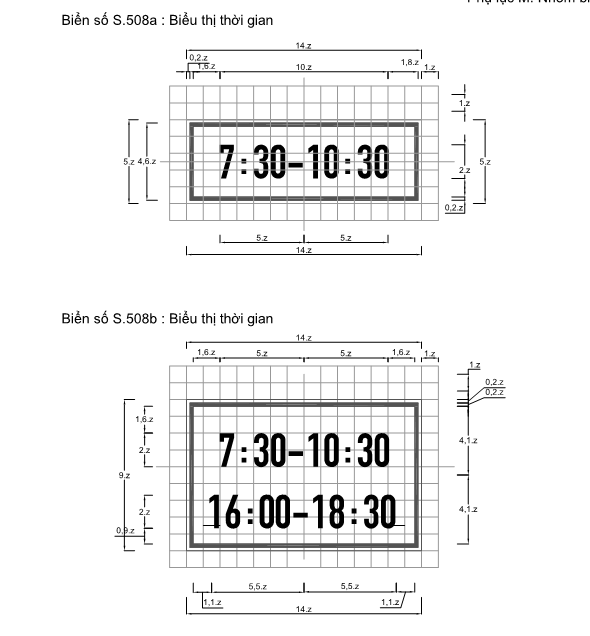 Phụ lục M: Nhóm bi
Biển số S.508a : Biểu thị thời gian
14.z
0,2.z
1,6.z 10.z 1,8.z 1.z
1.z
7:30-10:30
5.z 4,6.z 2.z 5.z
0,2.z
5.z 5.z
14.z
Biển số S.508b : Biểu thị thời gian
14.z
1,6.z 5.z 5.z 1,6.z 1.z
1.z
0,2.z
0,2.z
1,6.z
7:30-10:30
4,1.z
2.z
9.z
16:00-18:30
2.z 4,1.z
0,9.z
5,5.z 5,5.z
1,1.z 1,1.z
14.z